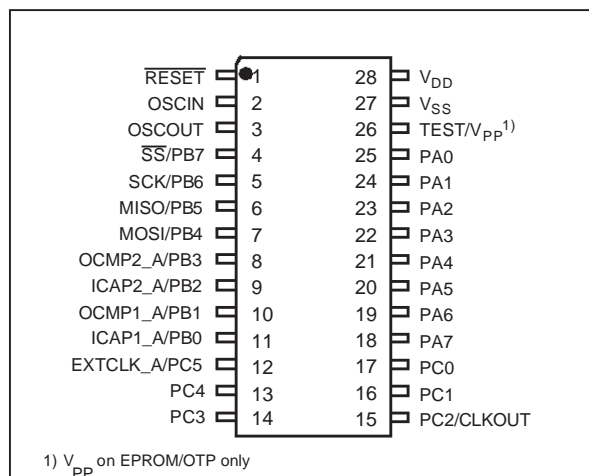 RESET 1 28 VDD
OSCIN 2 27 VSS
OSCOUT 3 26 TEST/VPP1)
SS/PB7 4 25 PA0
SCK/PB6 5 24 PA1
MISO/PB5 6 23 PA2
MOSI/PB4 7 22 PA3
OCMP2_A/PB3 8 21 PA4
ICAP2_A/PB2 9 20 PA5
OCMP1_A/PB1 10 19 PA6
ICAP1_A/PB0 11 18 PA7
EXTCLK_A/PC5 12 17 PC0
PC4 13 16 PC1
PC3 14 15 PC2/CLKOUT
1) VPP on EPROM/OTP only